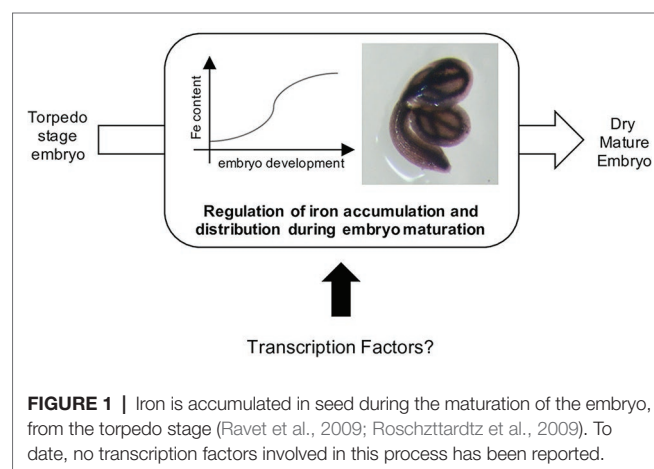 Torpedo
stage
embryo
Fe content
embryo development
Regulation of iron accumulation and
distribution during embryo maturation
Dry
Mature
Embryo
Transcription Factors?
FIGURE 1 | Iron is accumulated in seed during the maturation of the embryo,
from the torpedo stage (Ravet et al., 2009; Roschzttardtz et al., 2009). To
date, no transcription factors involved in this process has been reported.